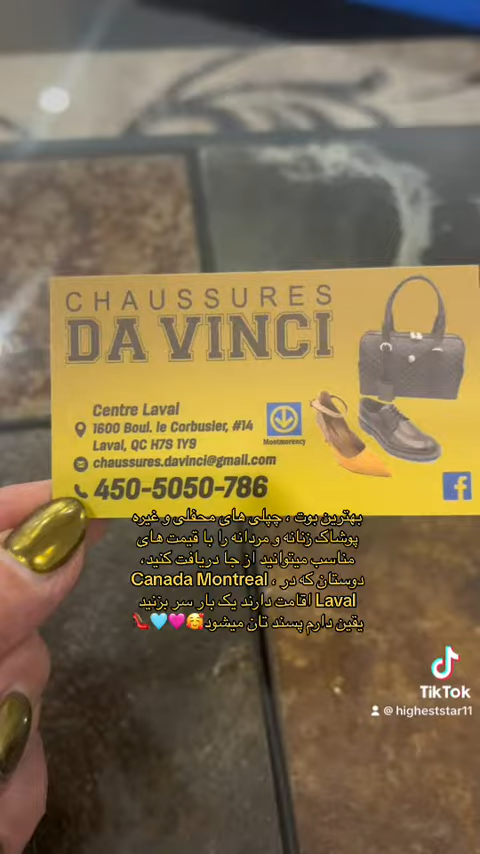 CHAUSSURES
DA VINCI
Centre Laval
1600 Boul. le Corbusier, #14
Laval, QC H7S 1Y9
chaussures.davinci@gmail.com
450-5050-786
Montmorency
بهترین بوت ، چپلی های محفلی و غیره
پوشاک زنانه و مردانه را با قیمت های
مناسب میتوانید از جا دریافت کنید،
دوستان که در ، Canada Montreal
Laval اقامت دارند یک بار سر بزنید
یقین دارم پسند تان میشود🥰💖🩵👠
TikTok
@ higheststar11